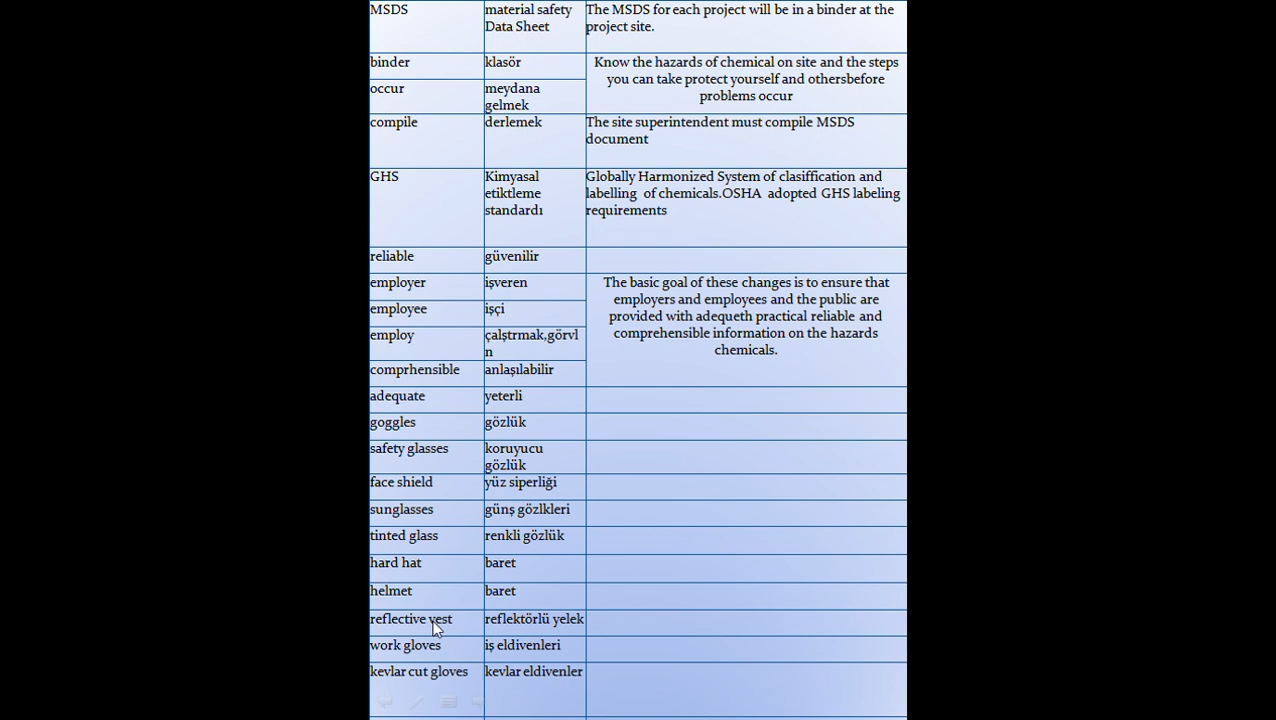 MSDS
material safety
Data Sheet
The MSDS for each project will be in a binder at the
project site.
binder
klasör
Know the hazards of chemical on site and the steps
you can take protect yourself and othersbefore
problems occur
occur
meydana
gelmek
compile
derlemek
The site superintendent must compile MSDS
document
GHS
Kimyasal
etiktleme
standardı
Globally Harmonized System of clasiffication and
labelling of chemicals.OSHA adopted GHS labeling
requirements
reliable
güvenilir
employer
işveren
The basic goal of these changes is to ensure that
employers and employees and the public are
provided with adequeth practical reliable and
comprehensible information on the hazards
chemicals.
employee
işçi
employ
çalştrmak,görvl
n
comprhensible
anlaşılabilir
adequate
yeterli
goggles
gözlük
safety glasses
koruyucu
gözlük
face shield
yüz siperliği
sunglasses
günş gözlkleri
tinted glass
renkli gözlük
hard hat
baret
helmet
baret
reflective vest
reflektörlü yelek
work gloves
iş eldivenleri
kevlar cut gloves
kevlar eldivenler